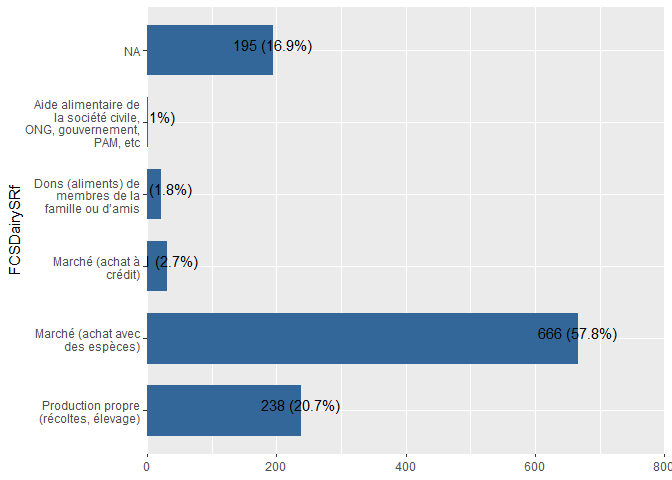 FCSDairySRf
NA
195 (16.9%)
Aide alimentaire de
la société civile,
ONG, gouvernement,
PAM, etc
1%)
Dons (aliments) de
membres de la
famille ou d'amis
(1.8%)
Marché (achat à
crédit)
(2.7%)
Marché (achat avec
des espèces)
666 (57.8%)
Production propre
(récoltes, élevage)
238 (20.7%)
0
200
400
600
800